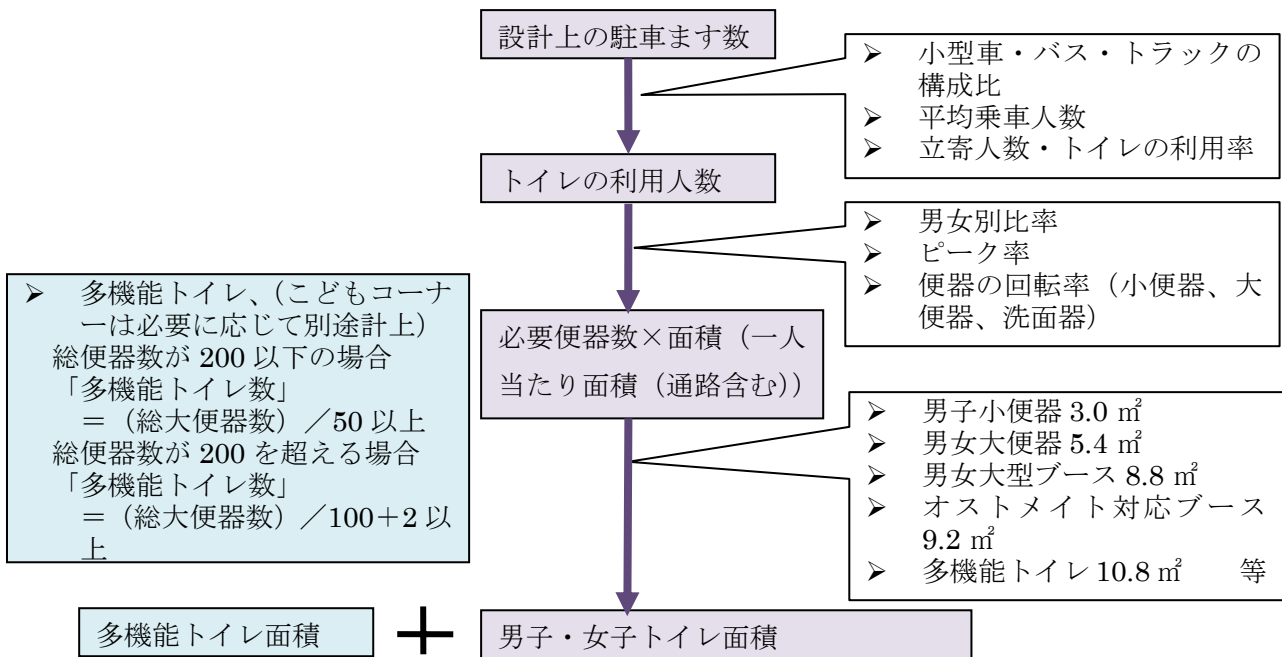 設計上の駐車ます数
➢ 小型車・バス・トラックの
構成比
➢ 平均乗車人数
➢ 立寄人数・トイレの利用率
トイレの利用人数
➢ 男女別比率
➢ ピーク率
➢ 便器の回転率（小便器、大
便器、洗面器）
➢ 多機能トイレ、（こどもコーナ
ーは必要に応じて別途計上）
総便器数が 200 以下の場合
「多機能トイレ数」
＝（総大便器数）／50 以上
総便器数が 200 を超える場合
「多機能トイレ数」
＝（総大便器数）／100＋2 以
上
必要便器数×面積（一人
当たり面積（通路含む））
➢ 男子小便器 3.0 ㎡
➢ 男女大便器 5.4 ㎡
➢ 男女大型ブース 8.8 ㎡
➢ オストメイト対応ブース
9.2 ㎡
➢ 多機能トイレ 10.8 ㎡　等
多機能トイレ面積
＋
男子・女子トイレ面積